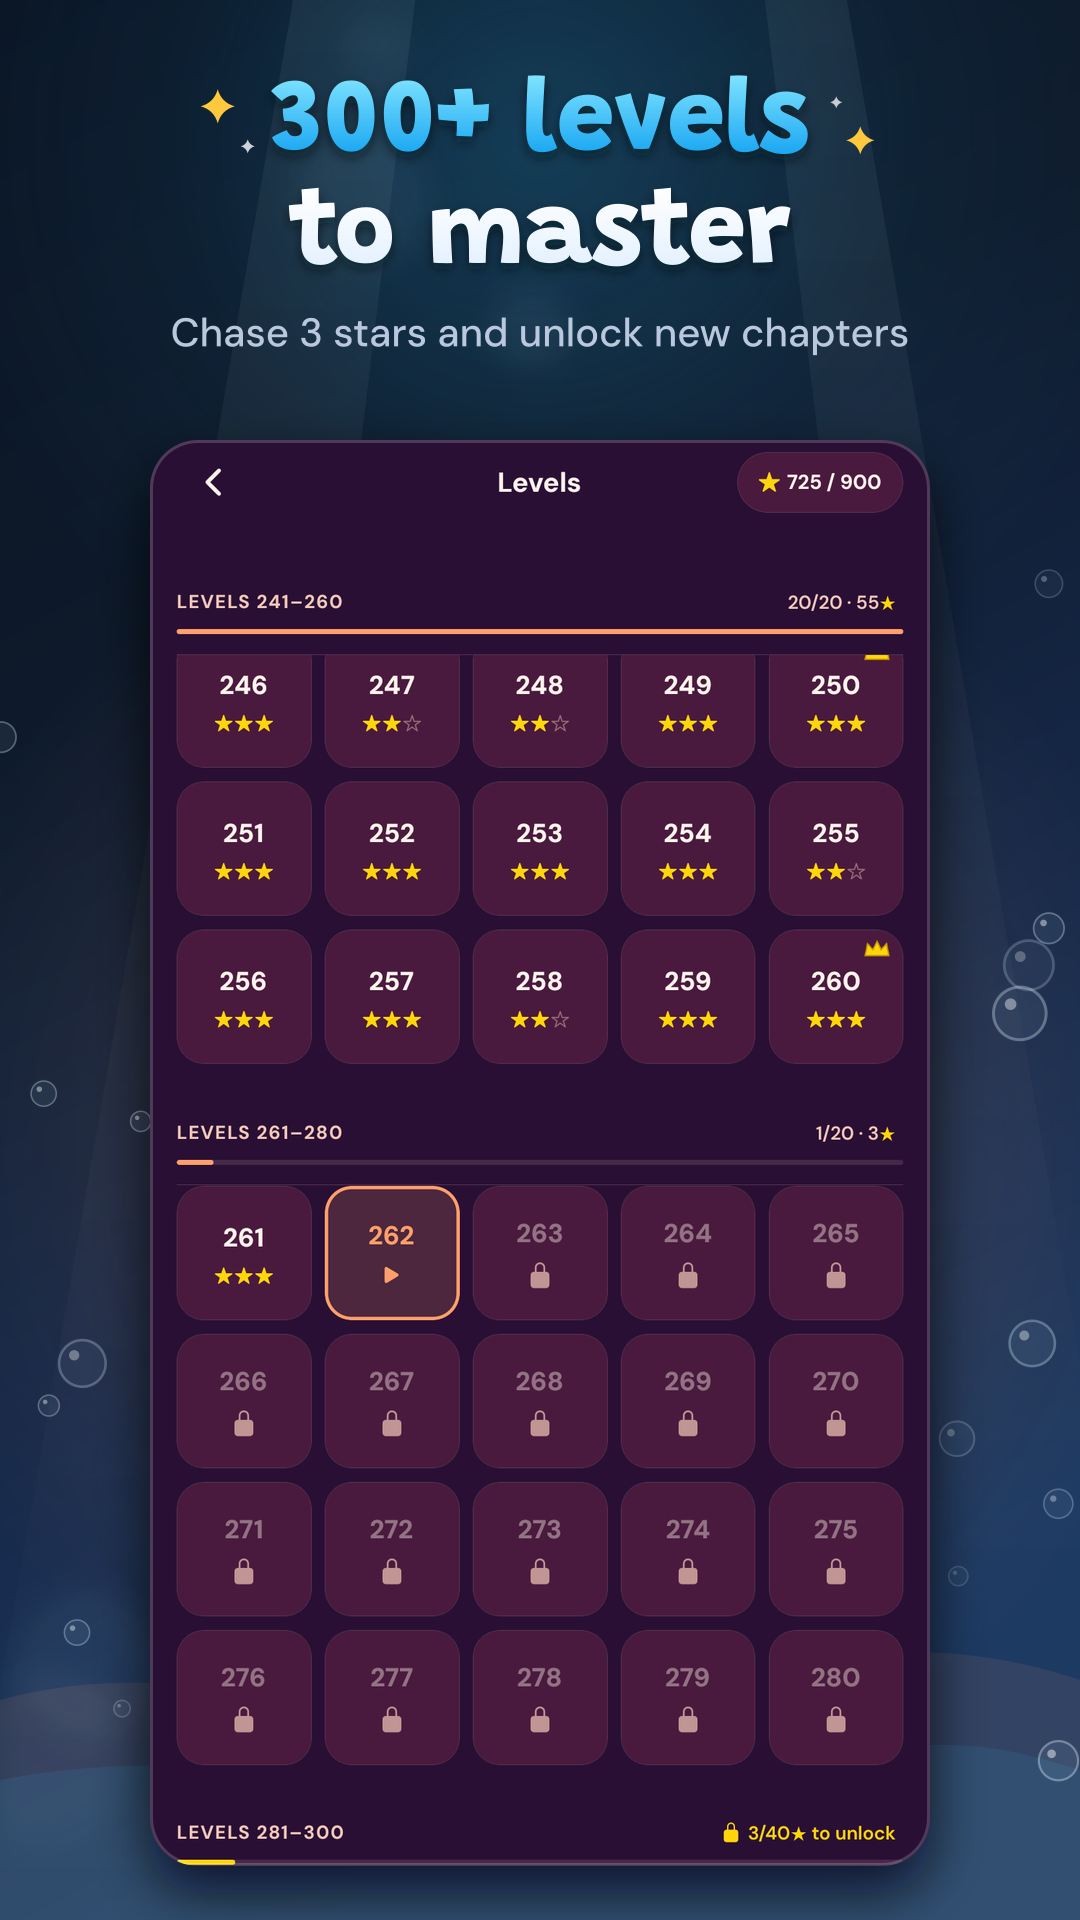 300+ levels
to master
Chase 3 stars and unlock new chapters
Levels
★ 725 / 900
LEVELS 241–260 20/20 · 55★
246 247 248 249 250
★★★ ★★☆ ★★☆ ★★★ ★★★
251 252 253 254 255
★★★ ★★★ ★★★ ★★★ ★★☆
256 257 258 259 260
★★★ ★★★ ★★☆ ★★★ ★★★
LEVELS 261–280 1/20 · 3★
261 262 263 264 265
★★★
266 267 268 269 270
271 272 273 274 275
276 277 278 279 280
LEVELS 281–300 3/40★ to unlock